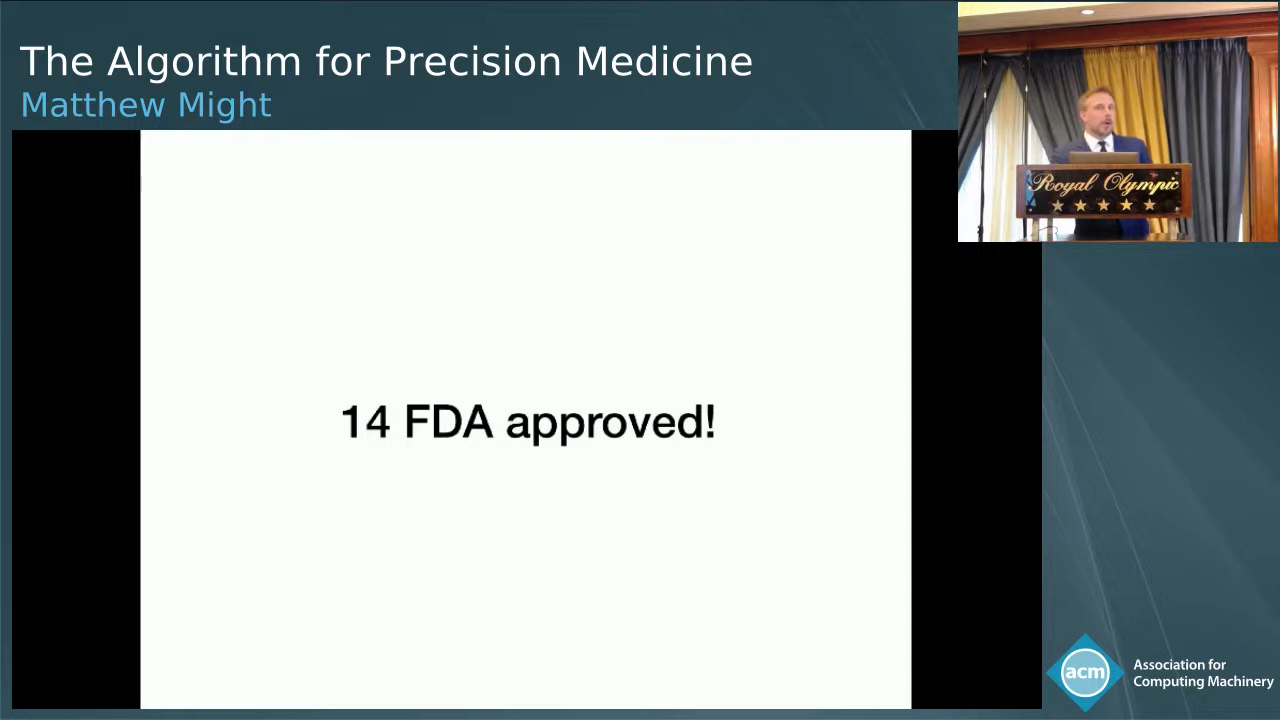 The Algorithm for Precision Medicine
Matthew Might
Royal Olympic
14 FDA approved!
acm
Association for
Computing Machinery